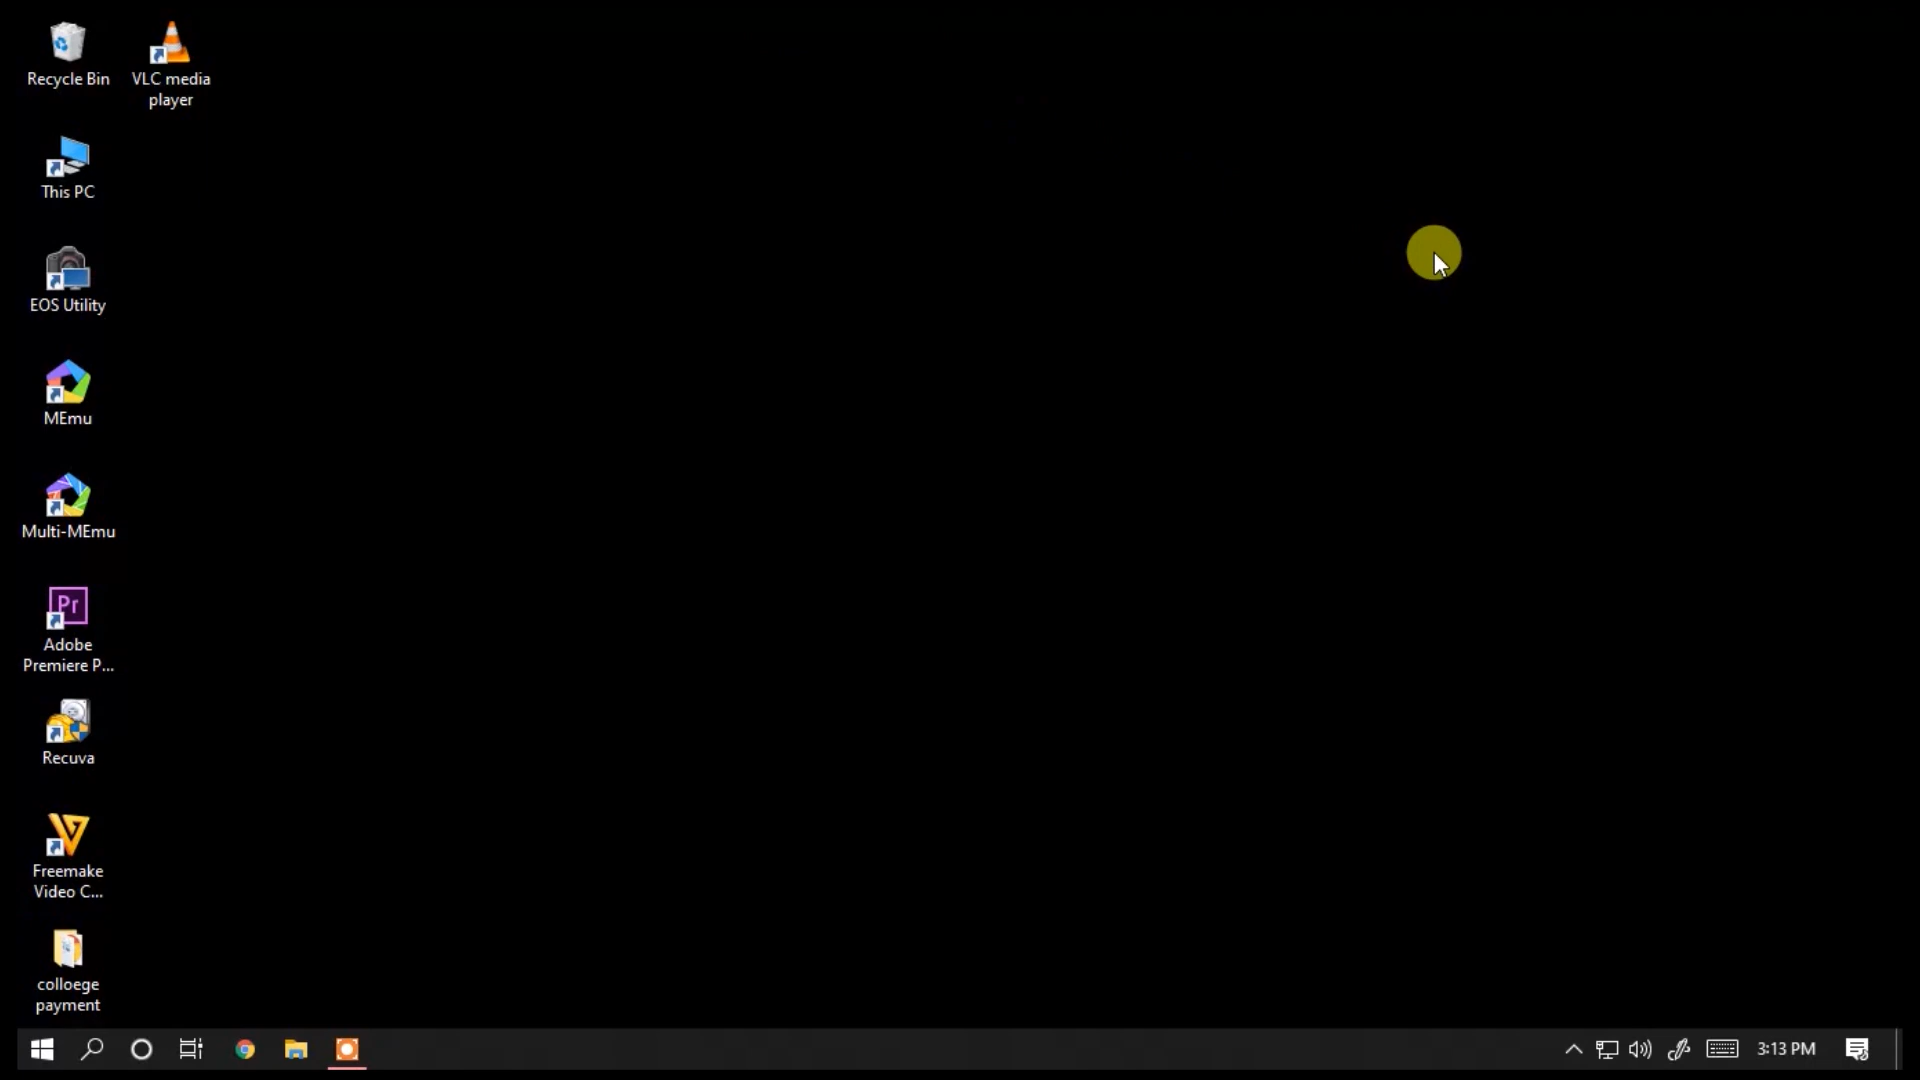 Recycle Bin
VLC media
player
This PC
EOS Utility
MEmu
Multi-MEmu
Pr
Adobe
Premiere P...
Recuva
Freemake
Video C...
colloege
payment
3:13 PM